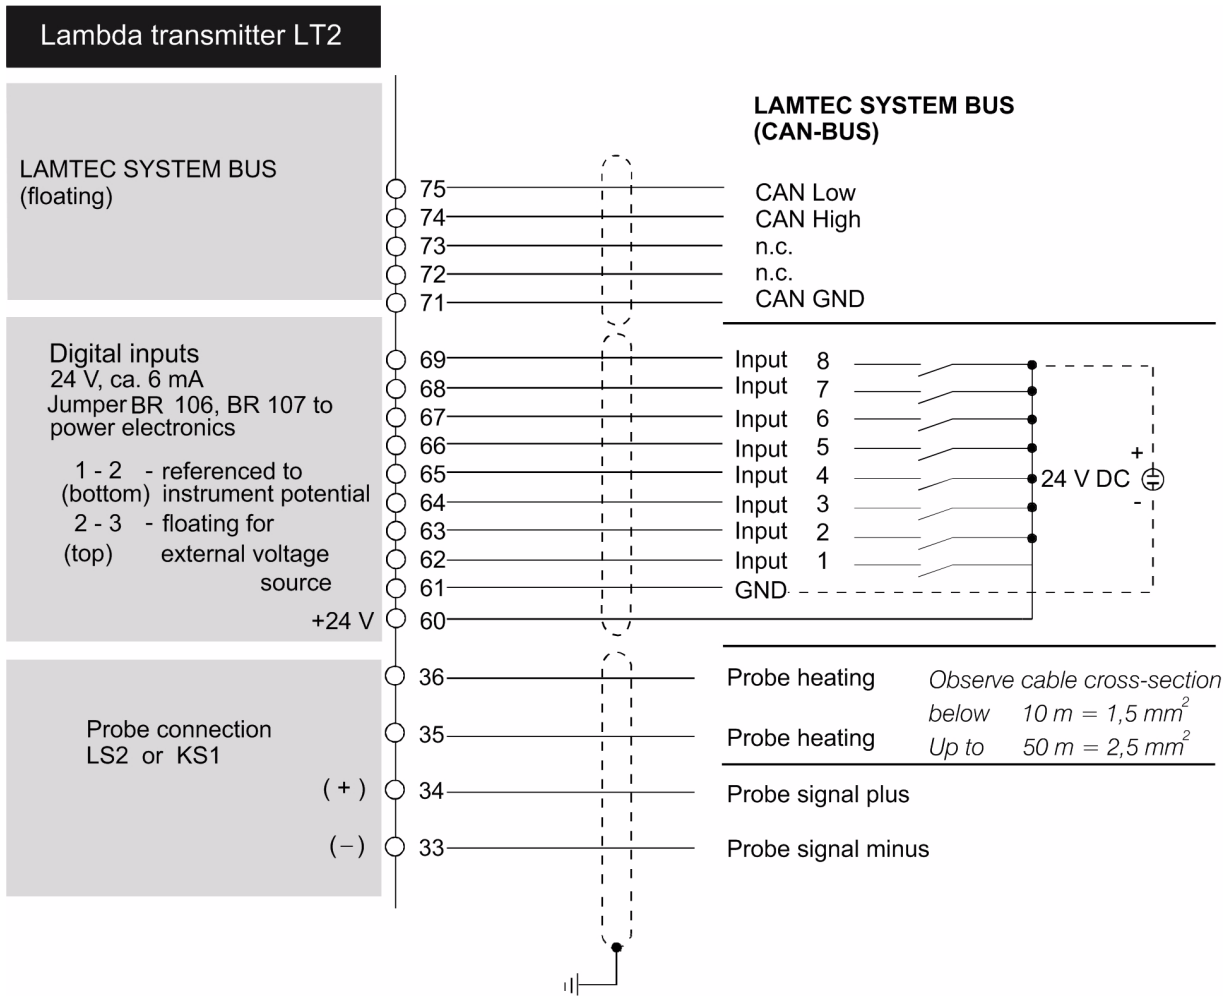 Lambda transmitter LT2
LAMTEC SYSTEM BUS
(CAN-BUS)
LAMTEC SYSTEM BUS
(floating)
75
CAN Low
74
CAN High
73
n.c.
72
n.c.
71
CAN GND
Digital inputs
24 V, ca. 6 mA
Jumper BR 106, BR 107 to
power electronics
1 - 2 - referenced to
(bottom) instrument potential
2 - 3 - floating for
(top) external voltage
source
+24 V
69
Input 8
68
Input 7
67
Input 6
66
Input 5
65
Input 4
64
Input 3
63
Input 2
62
Input 1
61
GND
60
+
24 V DC
-
Probe connection
LS2 or KS1
(+)
(−)
36
Probe heating
35
Probe heating
Observe cable cross-section
below 10 m = 1,5 mm²
Up to 50 m = 2,5 mm²
34
Probe signal plus
33
Probe signal minus